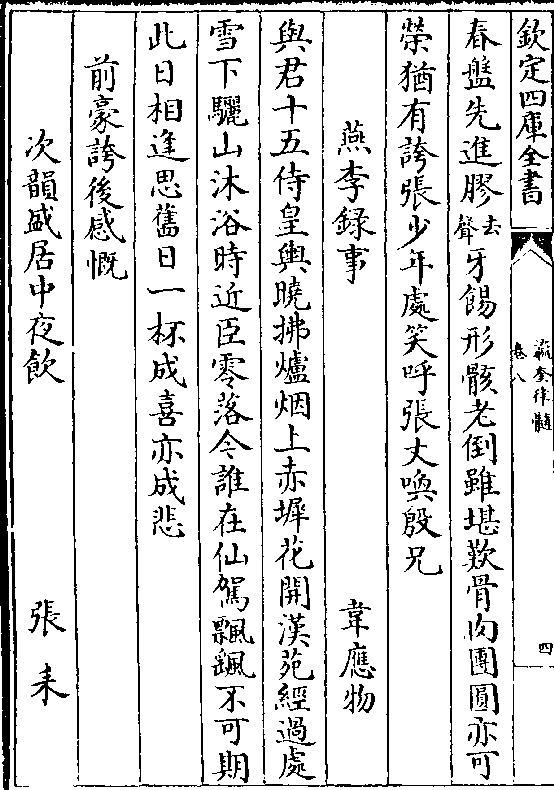 欽定四庫全書
瀛奎律髓
卷八
四
春盤先進膠去聲牙餳形骸老倒雖堪歎骨肉團圓亦可
榮猶有誇張少年處笑呼張丈喚殷兄
燕李録事 韋應物
與君十五侍皇輿曉拂爐烟上赤墀花開漢苑經過處
雪下驪山沐浴時近臣零落今誰在仙駕飄颻不可期
此日相逢思舊日一杯成喜亦成悲
前豪誇後感慨
次韻盛居中夜飲 張耒